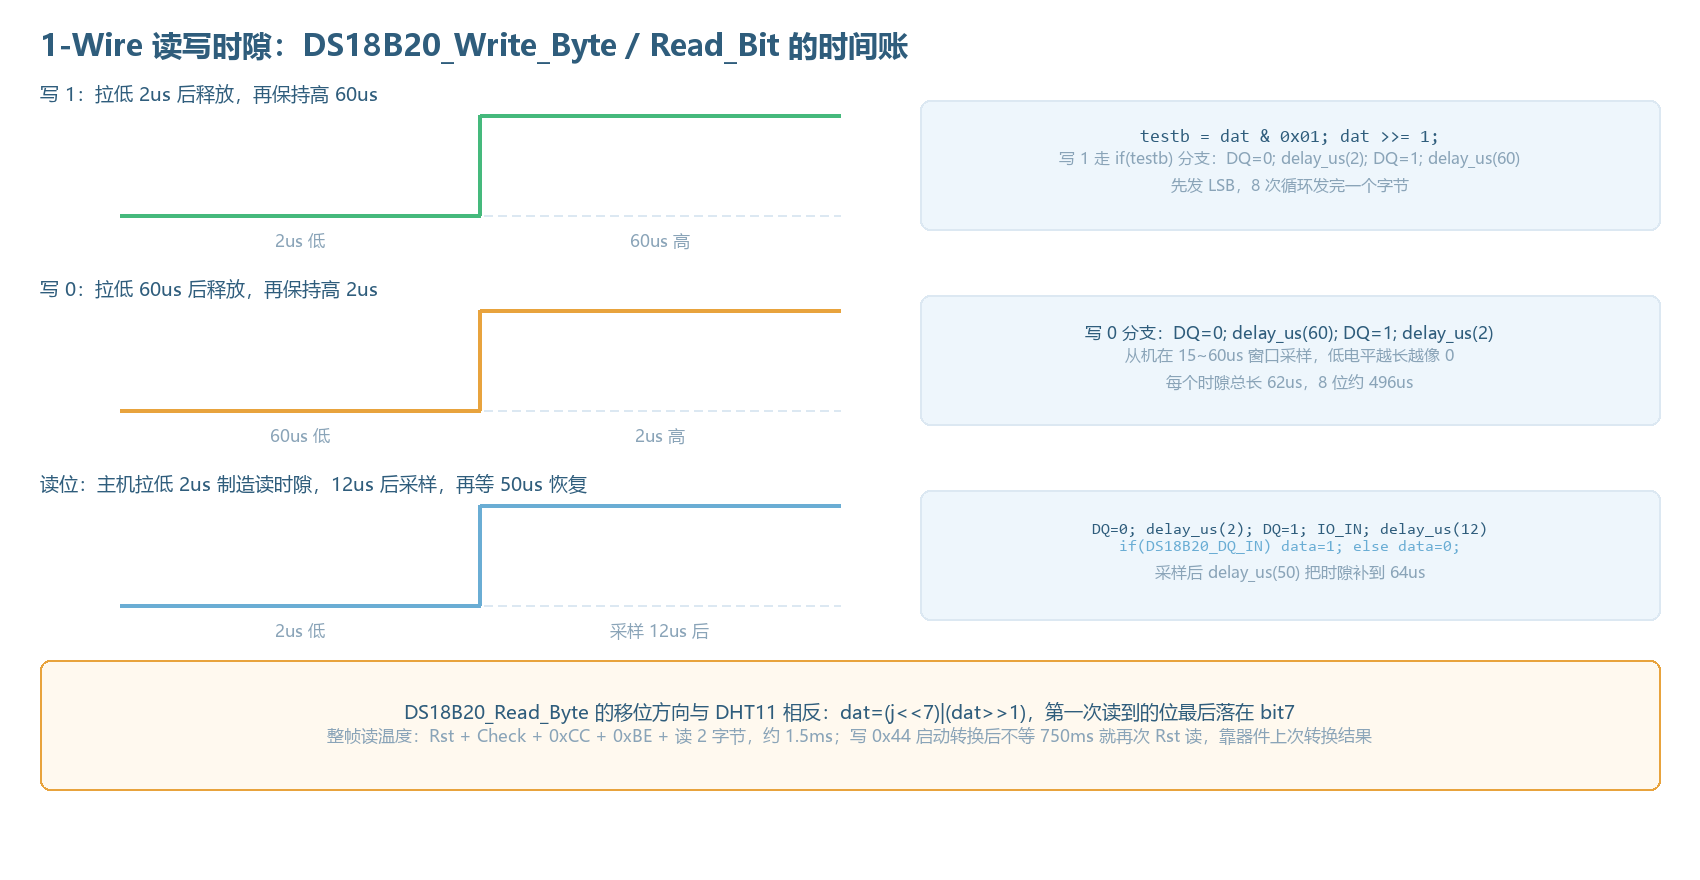 1-Wire 读写时隙：DS18B20_Write_Byte / Read_Bit 的时间账
写 1：拉低 2us 后释放，再保持高 60us
2us 低
60us 高
testb = dat & 0x01; dat >>= 1;
写 1 走 if(testb) 分支：DQ=0; delay_us(2); DQ=1; delay_us(60)
先发 LSB，8 次循环发完一个字节
写 0：拉低 60us 后释放，再保持高 2us
60us 低
2us 高
写 0 分支：DQ=0; delay_us(60); DQ=1; delay_us(2)
从机在 15~60us 窗口采样，低电平越长越像 0
每个时隙总长 62us，8 位约 496us
读位：主机拉低 2us 制造读时隙，12us 后采样，再等 50us 恢复
2us 低
采样 12us 后
DQ=0; delay_us(2); DQ=1; IO_IN; delay_us(12)
if(DS18B20_DQ_IN) data=1; else data=0;
采样后 delay_us(50) 把时隙补到 64us
DS18B20_Read_Byte 的移位方向与 DHT11 相反：dat=(j<<7)|(dat>>1)，第一次读到的位最后落在 bit7
整帧读温度：Rst + Check + 0xCC + 0xBE + 读 2 字节，约 1.5ms；写 0x44 启动转换后不等 750ms 就再次 Rst 读，靠器件上次转换结果